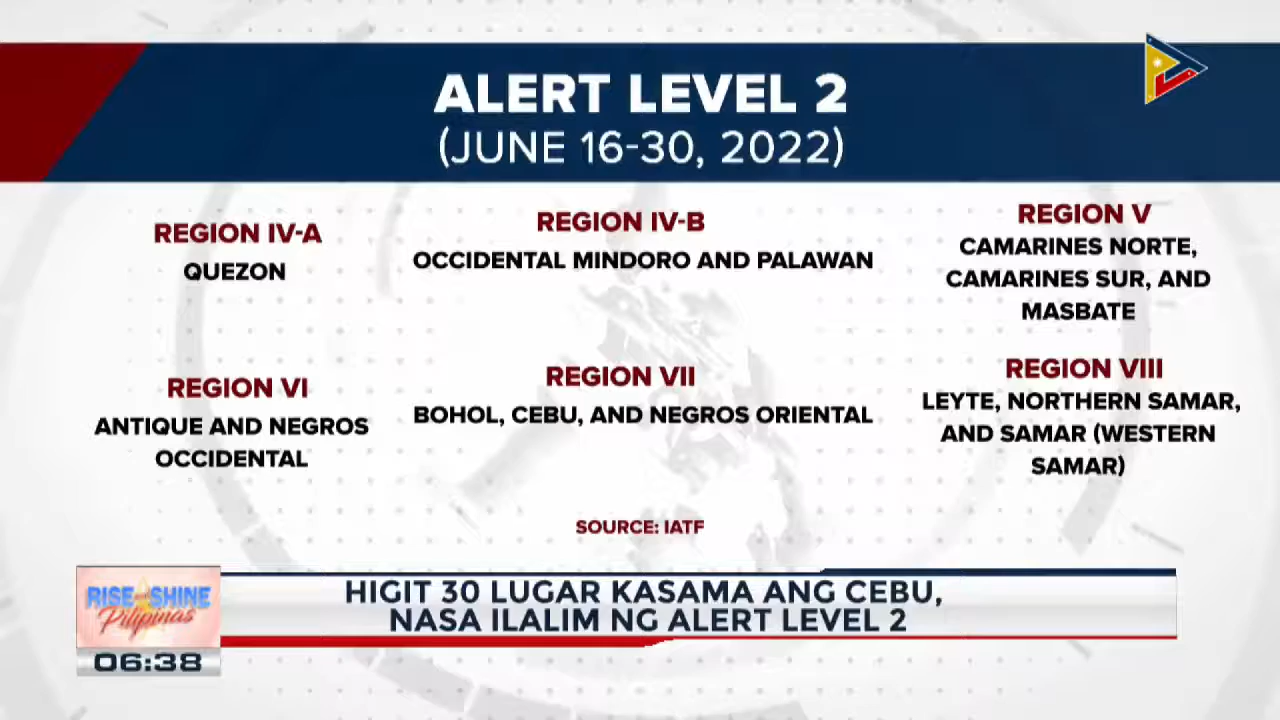 ALERT LEVEL 2
(JUNE 16-30, 2022)
REGION IV-A
QUEZON
REGION IV-B
OCCIDENTAL MINDORO AND PALAWAN
REGION V
CAMARINES NORTE,
CAMARINES SUR, AND
MASBATE
REGION VI
ANTIQUE AND NEGROS
OCCIDENTAL
REGION VII
BOHOL, CEBU, AND NEGROS ORIENTAL
REGION VIII
LEYTE, NORTHERN SAMAR,
AND SAMAR (WESTERN
SAMAR)
SOURCE: IATF
HIGIT 30 LUGAR KASAMA ANG CEBU,
NASA ILALIM NG ALERT LEVEL 2
RISE SHINE
Pilipinas
06:38